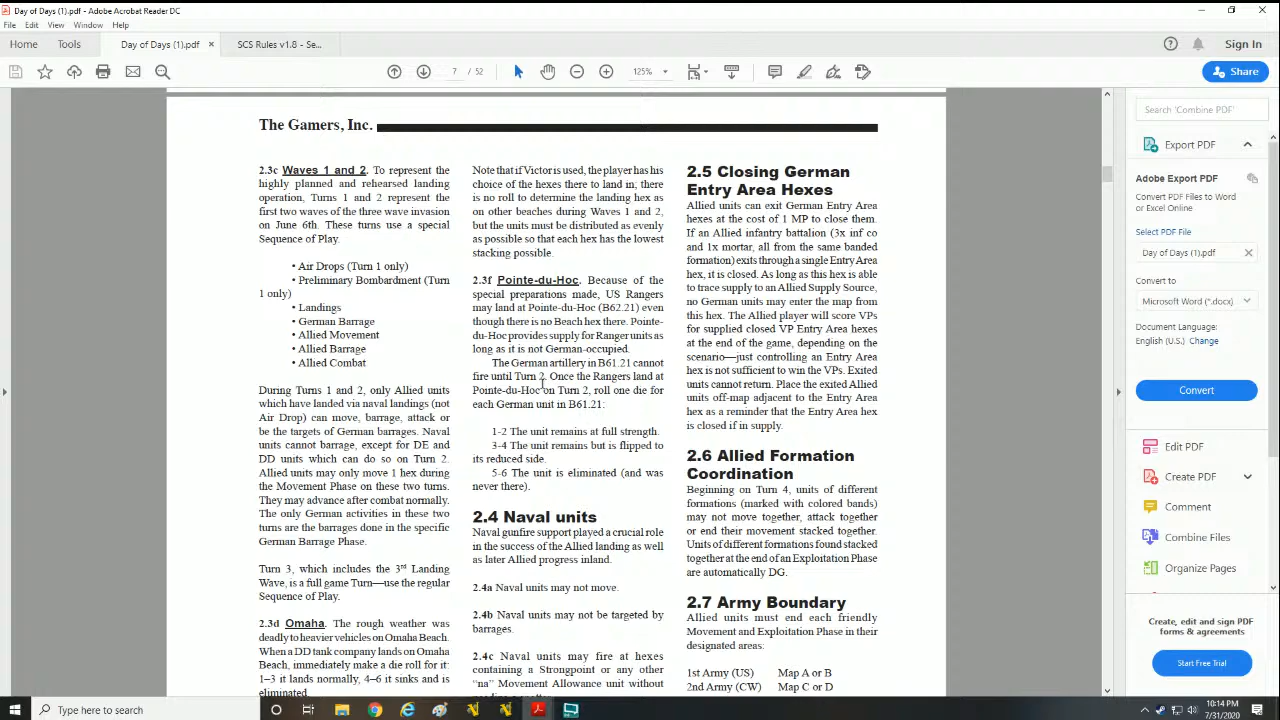 Day of Days (1).pdf - Adobe Acrobat Reader DC
File Edit View Window Help
Home Tools Day of Days (1).pdf × SCS Rules v1.8 - Se... Sign In
7 / 52 125% Share
The Gamers, Inc.
2.3c Waves 1 and 2. To represent the
highly planned and rehearsed landing
operation, Turns 1 and 2 represent the
first two waves of the three wave invasion
on June 6th. These turns use a special
Sequence of Play.
• Air Drops (Turn 1 only)
• Preliminary Bombardment (Turn
1 only)
• Landings
• German Barrage
• Allied Movement
• Allied Barrage
• Allied Combat
During Turns 1 and 2, only Allied units
which have landed via naval landings (not
Air Drop) can move, barrage, attack or
be the targets of German barrages. Naval
units cannot barrage, except for DE and
DD units which can do so on Turn 2.
Allied units may only move 1 hex during
the Movement Phase on these two turns.
They may advance after combat normally.
The only German activities in these two
turns are the barrages done in the specific
German Barrage Phase.
Turn 3, which includes the 3rd Landing
Wave, is a full game Turn—use the regular
Sequence of Play.
2.3d Omaha. The rough weather was
deadly to heavier vehicles on Omaha Beach.
When a DD tank company lands on Omaha
Beach, immediately make a die roll for it:
1–3 it lands normally, 4–6 it sinks and is
eliminated.
Note that if Victor is used, the player has his
choice of the hexes there to land in; there
is no roll to determine the landing hex as
on other beaches during Waves 1 and 2,
but the units must be distributed as evenly
as possible so that each hex has the lowest
stacking possible.
2.3f Pointe-du-Hoc. Because of the
special preparations made, US Rangers
may land at Pointe-du-Hoc (B62.21) even
though there is no Beach hex there. Pointe-
du-Hoc provides supply for Ranger units as
long as it is not German-occupied.
The German artillery in B61.21 cannot
fire until Turn 2. Once the Rangers land at
Pointe-du-Hoc on Turn 2, roll one die for
each German unit in B61.21:
1-2 The unit remains at full strength.
3-4 The unit remains but is flipped to
its reduced side.
5-6 The unit is eliminated (and was
never there).
2.4 Naval units
Naval gunfire support played a crucial role
in the success of the Allied landing as well
as later Allied progress inland.
2.4a Naval units may not move.
2.4b Naval units may not be targeted by
barrages.
2.4c Naval units may fire at hexes
containing a Strongpoint or any other
“na” Movement Allowance unit without
2.5 Closing German
Entry Area Hexes
Allied units can exit German Entry Area
hexes at the cost of 1 MP to close them.
If an Allied infantry battalion (3x inf co
and 1x mortar, all from the same banded
formation) exits through a single Entry Area
hex, it is closed. As long as this hex is able
to trace supply to an Allied Supply Source,
no German units may enter the map from
this hex. The Allied player will score VPs
for supplied closed VP Entry Area hexes
at the end of the game, depending on the
scenario—just controlling an Entry Area
hex is not sufficient to win the VPs. Exited
units cannot return. Place the exited Allied
units off-map adjacent to the Entry Area
hex as a reminder that the Entry Area hex
is closed if in supply.
2.6 Allied Formation
Coordination
Beginning on Turn 4, units of different
formations (marked with colored bands)
may not move together, attack together
or end their movement stacked together.
Units of different formations found stacked
together at the end of an Exploitation Phase
are automatically DG.
2.7 Army Boundary
Allied units must end each friendly
Movement and Exploitation Phase in their
designated areas:
1st Army (US) Map A or B
2nd Army (CW) Map C or D
Search 'Combine PDF'
Export PDF
Adobe Export PDF
Convert PDF Files to Word
or Excel Online
Select PDF File
Day of Days (1).pdf
Convert to
Microsoft Word (*.docx)
Document Language:
English (U.S.) Change
Convert
Edit PDF
Create PDF
Comment
Combine Files
Organize Pages
Create, edit and sign PDF
forms & agreements
Start Free Trial
Type here to search
10:14 PM
7/31/2020